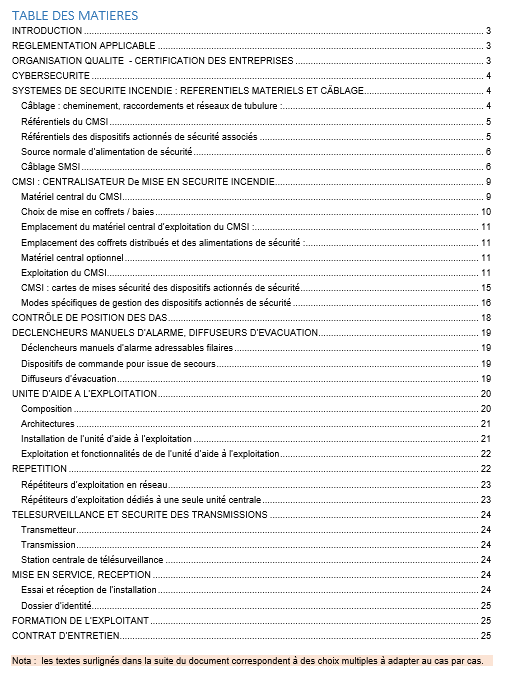 TABLE DES MATIERES
INTRODUCTION 3
REGLEMENTATION APPLICABLE 3
ORGANISATION QUALITE - CERTIFICATION DES ENTREPRISES 3
CYBERSECURITE 4
SYSTEMES DE SECURITE INCENDIE : REFERENTIELS MATERIELS ET CÂBLAGE 4
Câblage : cheminement, raccordements et réseaux de tubulure : 4
Référentiels du CMSI 5
Référentiels des dispositifs actionnés de sécurité associés 5
Source normale d'alimentation de sécurité 6
Câblage SMSI 6
CMSI : CENTRALISATEUR De MISE EN SECURITE INCENDIE 9
Matériel central du CMSI 9
Choix de mise en coffrets / baies 10
Emplacement du matériel central d'exploitation du CMSI : 11
Emplacement des coffrets distribués et des alimentations de sécurité : 11
Matériel central optionnel 11
Exploitation du CMSI 11
CMSI : cartes de mises sécurité des dispositifs actionnés de sécurité 15
Modes spécifiques de gestion des dispositifs actionnés de sécurité 16
CONTRÔLE DE POSITION DES DAS 18
DECLENCHEURS MANUELS D'ALARME, DIFFUSEURS D'EVACUATION 19
Déclencheurs manuels d'alarme adressables filaires 19
Dispositifs de commande pour issue de secours 19
Diffuseurs d'évacuation 19
UNITE D'AIDE A L'EXPLOITATION 20
Composition 20
Architectures 21
Installation de l'unité d'aide à l'exploitation 21
Exploitation et fonctionnalités de de l'unité d'aide à l'exploitation 22
REPETITION 22
Répétiteurs d'exploitation en réseau 23
Répétiteurs d'exploitation dédiés à une seule unité centrale 23
TELESURVEILLANCE ET SECURITE DES TRANSMISSIONS 24
Transmetteur 24
Transmission 24
Station centrale de télésurveillance 24
MISE EN SERVICE, RECEPTION 24
Essai et réception de l'installation 24
Dossier d'identité 25
FORMATION DE L'EXPLOITANT 25
CONTRAT D'ENTRETIEN 25
Nota : les textes surlignés dans la suite du document correspondent à des choix multiples à adapter au cas par cas.